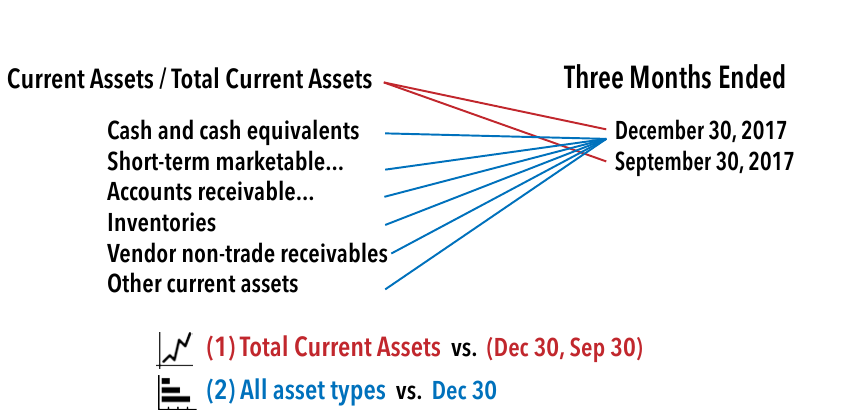 Current Assets / Total Current Assets
Three Months Ended
Cash and cash equivalents
December 30, 2017
Short-term marketable...
September 30, 2017
Accounts receivable...
Inventories
Vendor non-trade receivables
Other current assets
(1) Total Current Assets vs. (Dec 30, Sep 30)
(2) All asset types vs. Dec 30